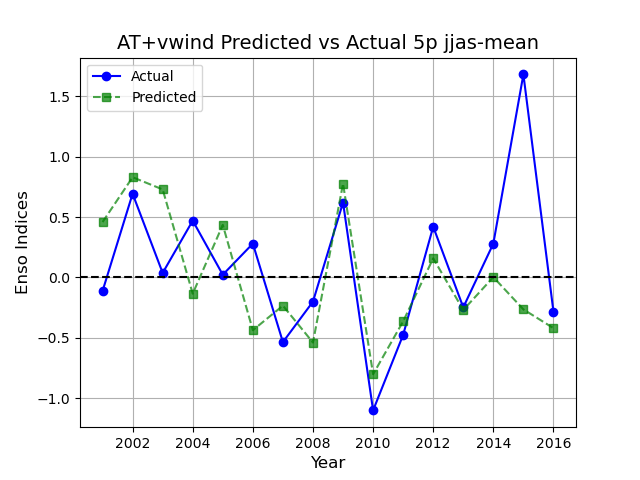 AT+vwind Predicted vs Actual 5p jjas-mean
Actual
Predicted
Enso Indices
1.5
1.0
0.5
0.0
−0.5
−1.0
2002 2004 2006 2008 2010 2012 2014 2016
Year